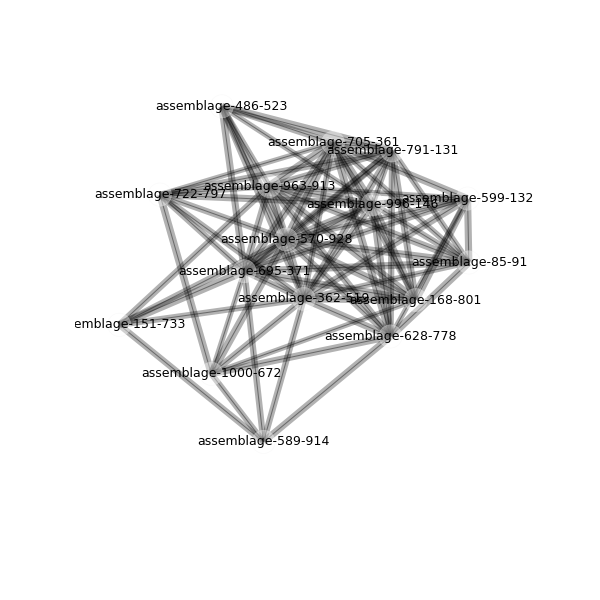 assemblage-486-523
assemblage-705-361
assemblage-791-131
assemblage-963-913
assemblage-722-797
assemblage-599-132
assemblage-996-146
assemblage-570-928
assemblage-85-91
assemblage-695-371
assemblage-362-519
assemblage-168-801
emblage-151-733
assemblage-628-778
assemblage-1000-672
assemblage-589-914